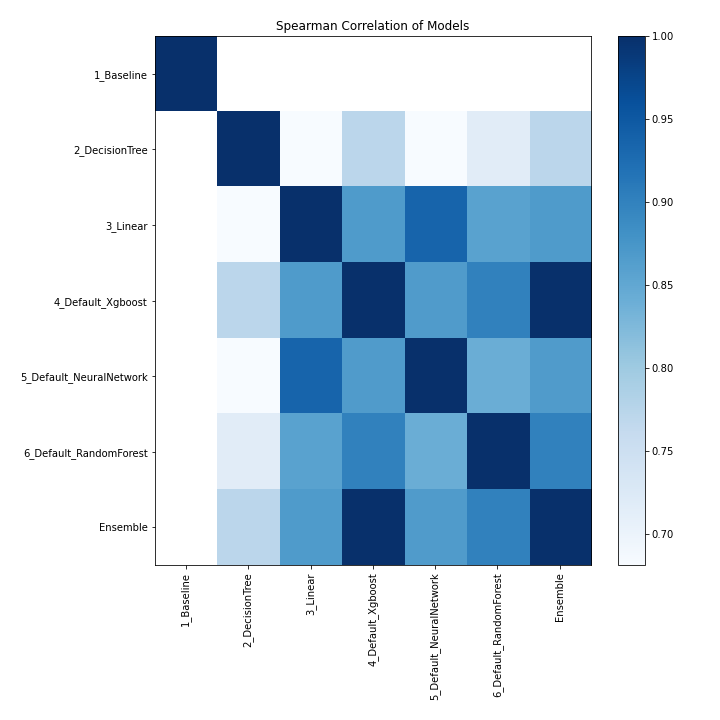 Spearman Correlation of Models
1_Baseline
2_DecisionTree
3_Linear
4_Default_Xgboost
5_Default_NeuralNetwork
6_Default_RandomForest
Ensemble
1_Baseline
2_DecisionTree
3_Linear
4_Default_Xgboost
5_Default_NeuralNetwork
6_Default_RandomForest
Ensemble
1.00
0.95
0.90
0.85
0.80
0.75
0.70